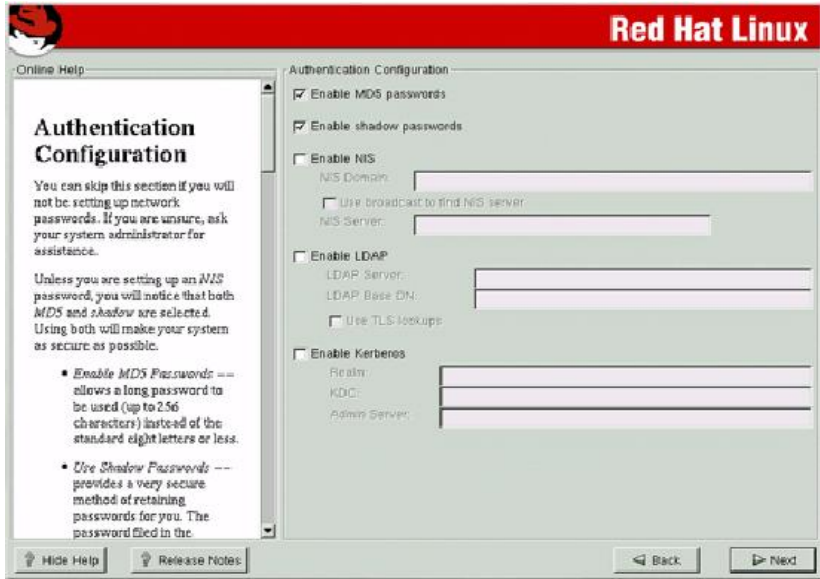 Red Hat Linux
Online Help
Authentication
Configuration
You can skip this section if you will
not be setting up network
passwords. If you are unsure, ask
your system administrator for
assistance.
Unless you are setting up an NIS
password, you will notice that both
MD5 and shadow are selected.
Using both will make your system
as secure as possible.
• Enable MD5 Passwords --
allows a long password to
be used (up to 256
characters) instead of the
standard eight letters or less.
• Use Shadow Passwords --
provides a very secure
method of retaining
passwords for you. The
password filed in the
Authentication Configuration
Enable MD5 passwords
Enable shadow passwords
Enable NIS
NIS Domain:
Use broadcast to find NIS server
NIS Server:
Enable LDAP
LDAP Server:
LDAP Base DN:
Use TLS lookups
Enable Kerberos
Realm:
KDC:
Admin Server:
Hide Help
Release Notes
Back
Next